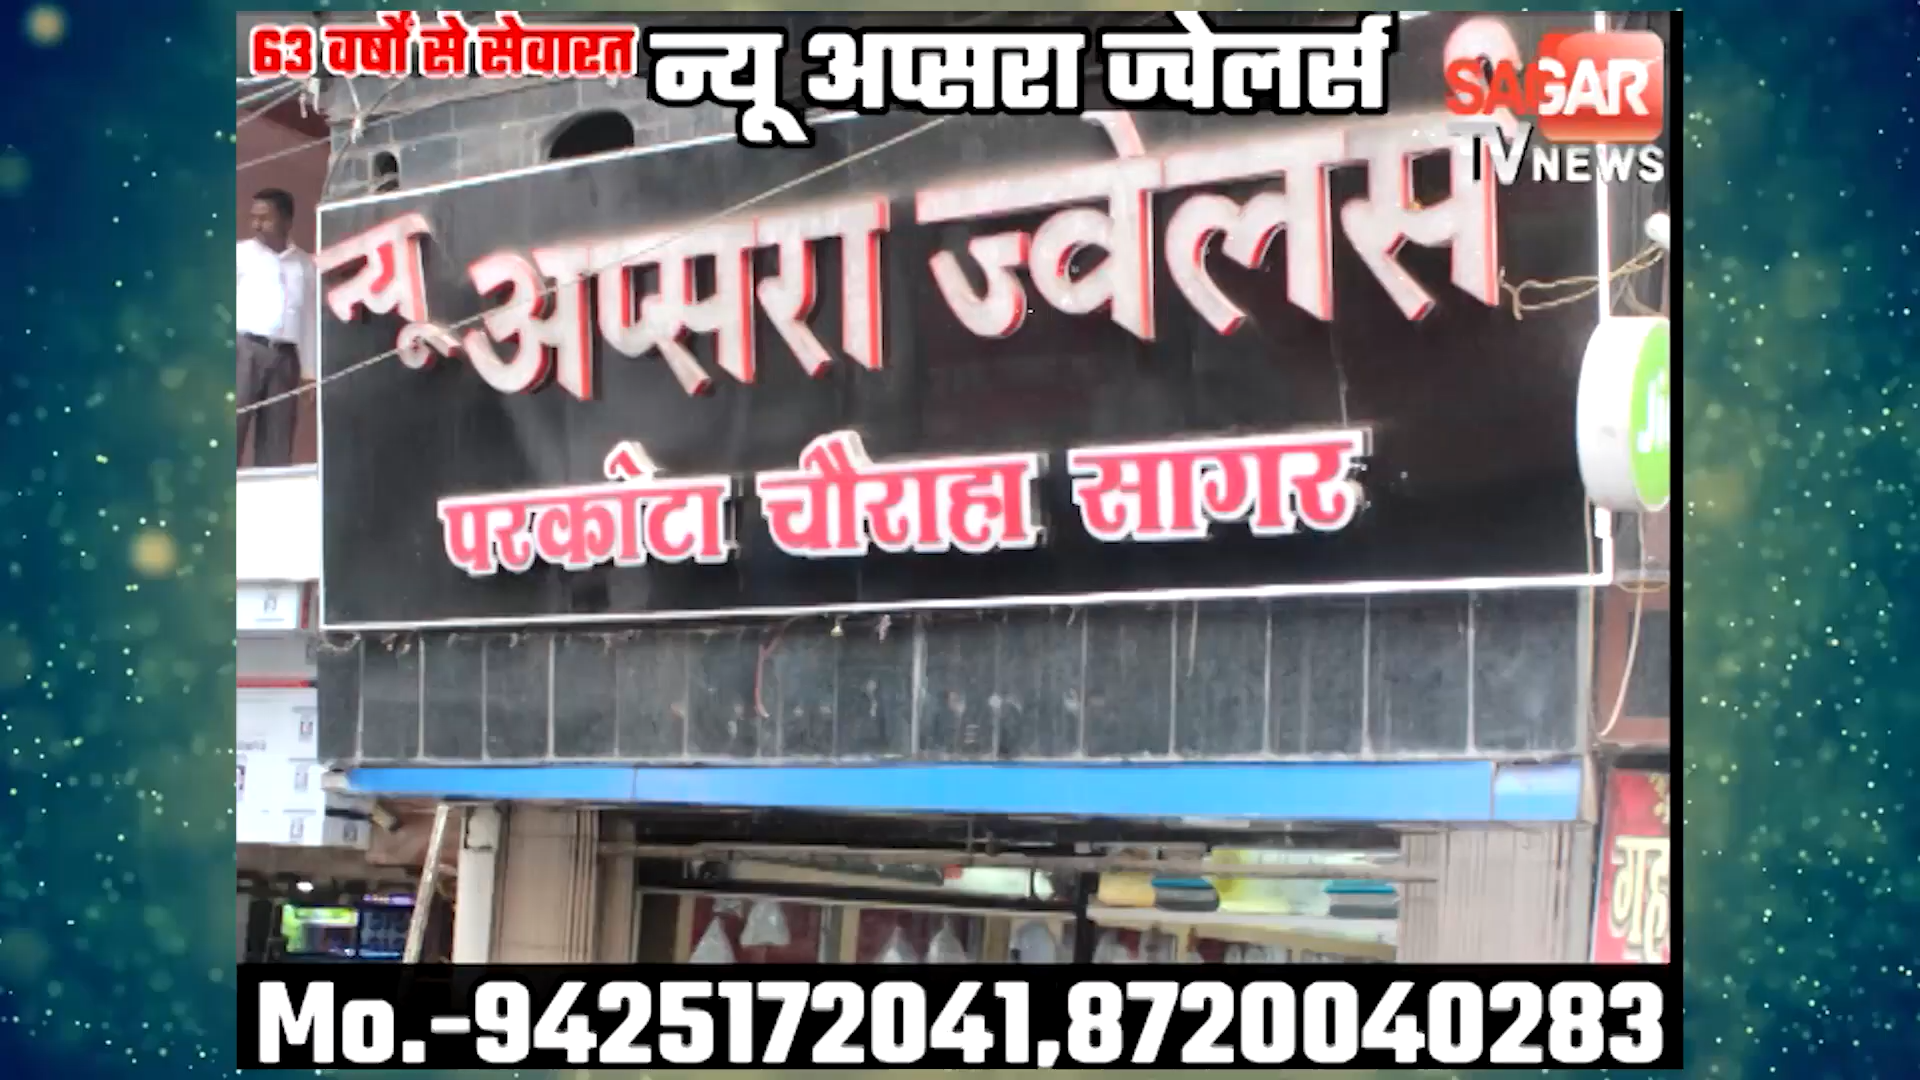 63 वर्षों से सेवारत न्यू अप्सरा ज्वेलर्स
SAGAR
TV NEWS
न्यू अप्सरा ज्वेलर्स
परकोटा चौराहा सागर
Mo.-9425172041,8720040283